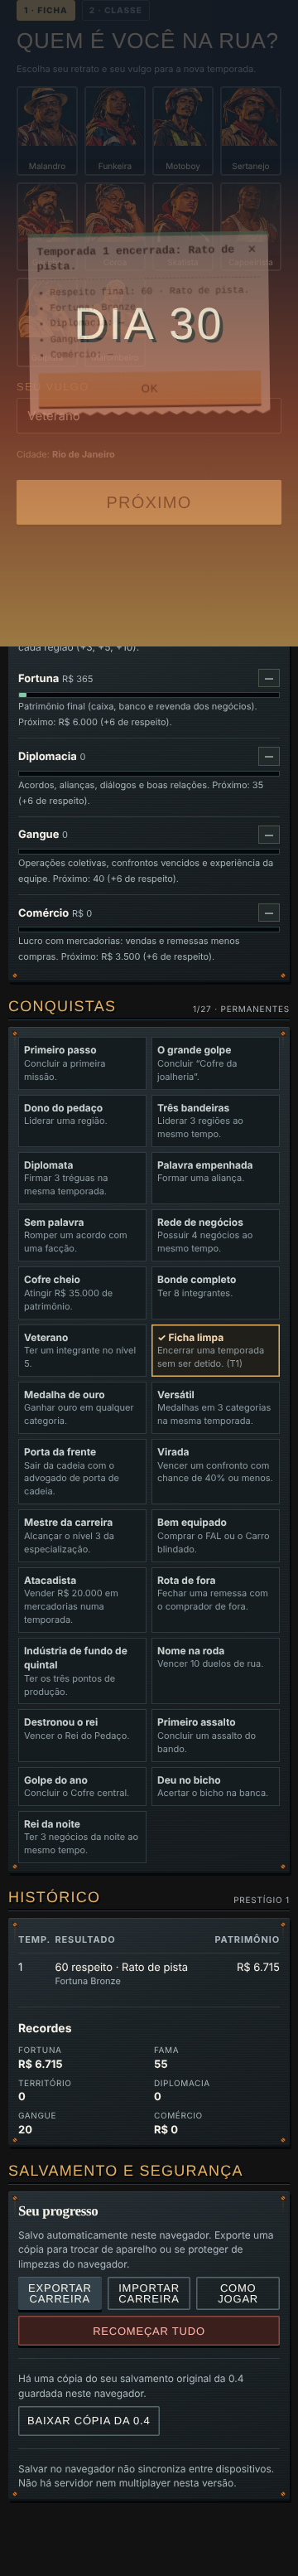 1 · FICHA
2 · CLASSE
QUEM É VOCÊ NA RUA?
Escolha seu retrato e seu vulgo para a nova temporada.
Malandro
Funkeira
Motoboy
Sertanejo
Temporada 1 encerrada: Rato de
pista.
×
Respeito final: 60 · Rato de pista.
Fortuna: Bronze
Diplomacia: —
Gangue: —
Comércio: —
DIA 30
OK
Veterano
Cidade: Rio de Janeiro
PRÓXIMO
cada região (+3, +5, +10).
Fortuna R$ 365
—
Patrimônio final (caixa, banco e revenda dos negócios).
Próximo: R$ 6.000 (+6 de respeito).
Diplomacia 0
—
Acordos, alianças, diálogos e boas relações. Próximo: 35
(+6 de respeito).
Gangue 0
—
Operações coletivas, confrontos vencidos e experiência da
equipe. Próximo: 40 (+6 de respeito).
Comércio R$ 0
—
Lucro com mercadorias: vendas e remessas menos
compras. Próximo: R$ 3.500 (+6 de respeito).
CONQUISTAS
1/27 · PERMANENTES
Primeiro passo
Concluir a primeira
missão.
O grande golpe
Concluir “Cofre da
joalheria”.
Dono do pedaço
Liderar uma região.
Três bandeiras
Liderar 3 regiões ao
mesmo tempo.
Diplomata
Firmar 3 tréguas na
mesma temporada.
Palavra empenhada
Formar uma aliança.
Sem palavra
Romper um acordo com
uma facção.
Rede de negócios
Possuir 4 negócios ao
mesmo tempo.
Cofre cheio
Atingir R$ 35.000 de
patrimônio.
Bonde completo
Ter 8 integrantes.
Veterano
Ter um integrante no nível
5.
✓ Ficha limpa
Encerrar uma temporada
sem ser detido. (T1)
Medalha de ouro
Ganhar ouro em qualquer
categoria.
Versátil
Medalhas em 3 categorias
na mesma temporada.
Porta da frente
Sair da cadeia com o
advogado de porta de
cadeia.
Virada
Vencer um confronto com
chance de 40% ou menos.
Mestre da carreira
Alcançar o nível 3 da
especialização.
Bem equipado
Comprar o FAL ou o Carro
blindado.
Atacadista
Vender R$ 20.000 em
mercadorias numa
temporada.
Rota de fora
Fechar uma remessa com
o comprador de fora.
Indústria de fundo de
quintal
Ter os três pontos de
produção.
Nome na roda
Vencer 10 duelos de rua.
Destronou o rei
Vencer o Rei do Pedaço.
Primeiro assalto
Concluir um assalto do
bando.
Golpe do ano
Concluir o Cofre central.
Deu no bicho
Acertar o bicho na banca.
Rei da noite
Ter 3 negócios da noite ao
mesmo tempo.
HISTÓRICO
PRESTÍGIO 1
TEMP. RESULTADO PATRIMÔNIO
1 60 respeito · Rato de pista R$ 6.715
Fortuna Bronze
Recordes
FORTUNA
R$ 6.715
FAMA
55
TERRITÓRIO
0
DIPLOMACIA
0
GANGUE
20
COMÉRCIO
R$ 0
SALVAMENTO E SEGURANÇA
Seu progresso
Salvo automaticamente neste navegador. Exporte uma
cópia para trocar de aparelho ou se proteger de
limpezas do navegador.
EXPORTAR
CARREIRA
IMPORTAR
CARREIRA
COMO
JOGAR
RECOMEÇAR TUDO
Há uma cópia do seu salvamento original da 0.4
guardada neste navegador.
BAIXAR CÓPIA DA 0.4
Salvar no navegador não sincroniza entre dispositivos.
Não há servidor nem multiplayer nesta versão.